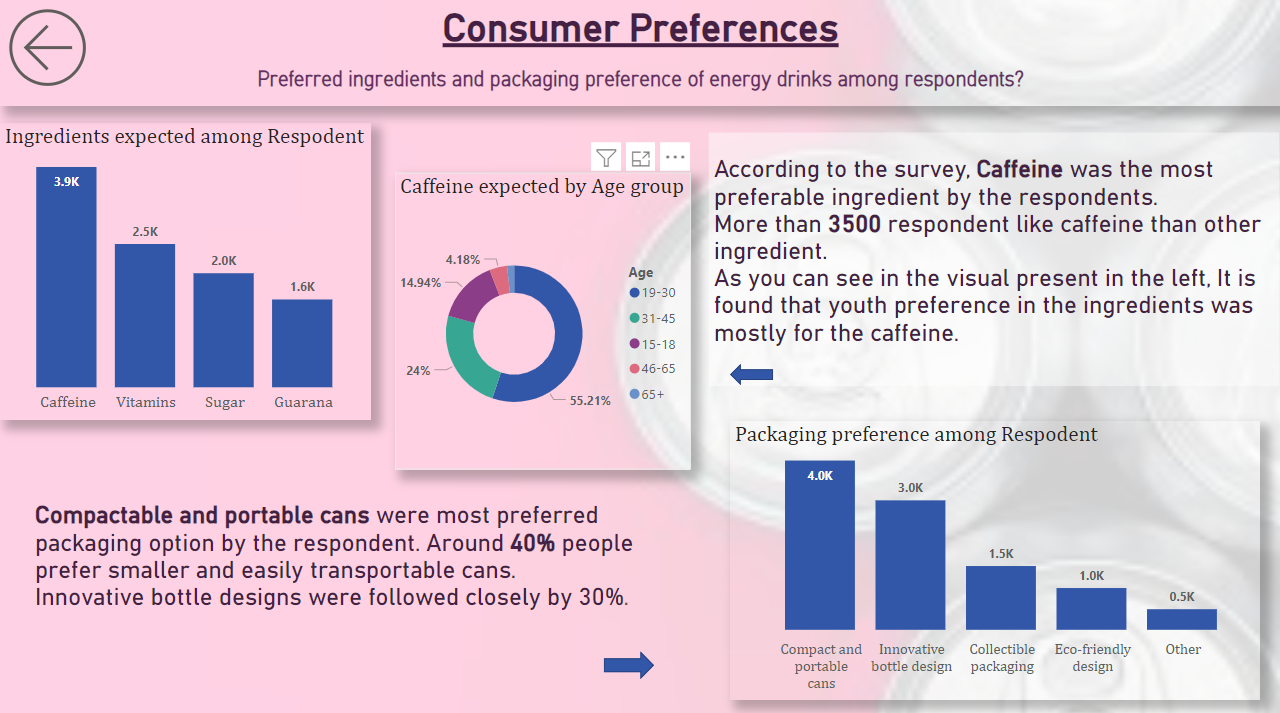 Consumer Preferences
Preferred ingredients and packaging preference of energy drinks among respondents?
Ingredients expected among Respodent
3.9K
2.5K
2.0K
1.6K
Caffeine Vitamins Sugar Guarana
Caffeine expected by Age group
4.18%
14.94%
24%
55.21%
Age
19-30
31-45
15-18
46-65
65+
According to the survey, Caffeine was the most
preferable ingredient by the respondents.
More than 3500 respondent like caffeine than other
ingredient.
As you can see in the visual present in the left, It is
found that youth preference in the ingredients was
mostly for the caffeine.
Compactable and portable cans were most preferred
packaging option by the respondent. Around 40% people
prefer smaller and easily transportable cans.
Innovative bottle designs were followed closely by 30%.
Packaging preference among Respodent
4.0K
3.0K
1.5K
1.0K
0.5K
Compact and
portable
cans
Innovative
bottle design
Collectible
packaging
Eco-friendly
design
Other